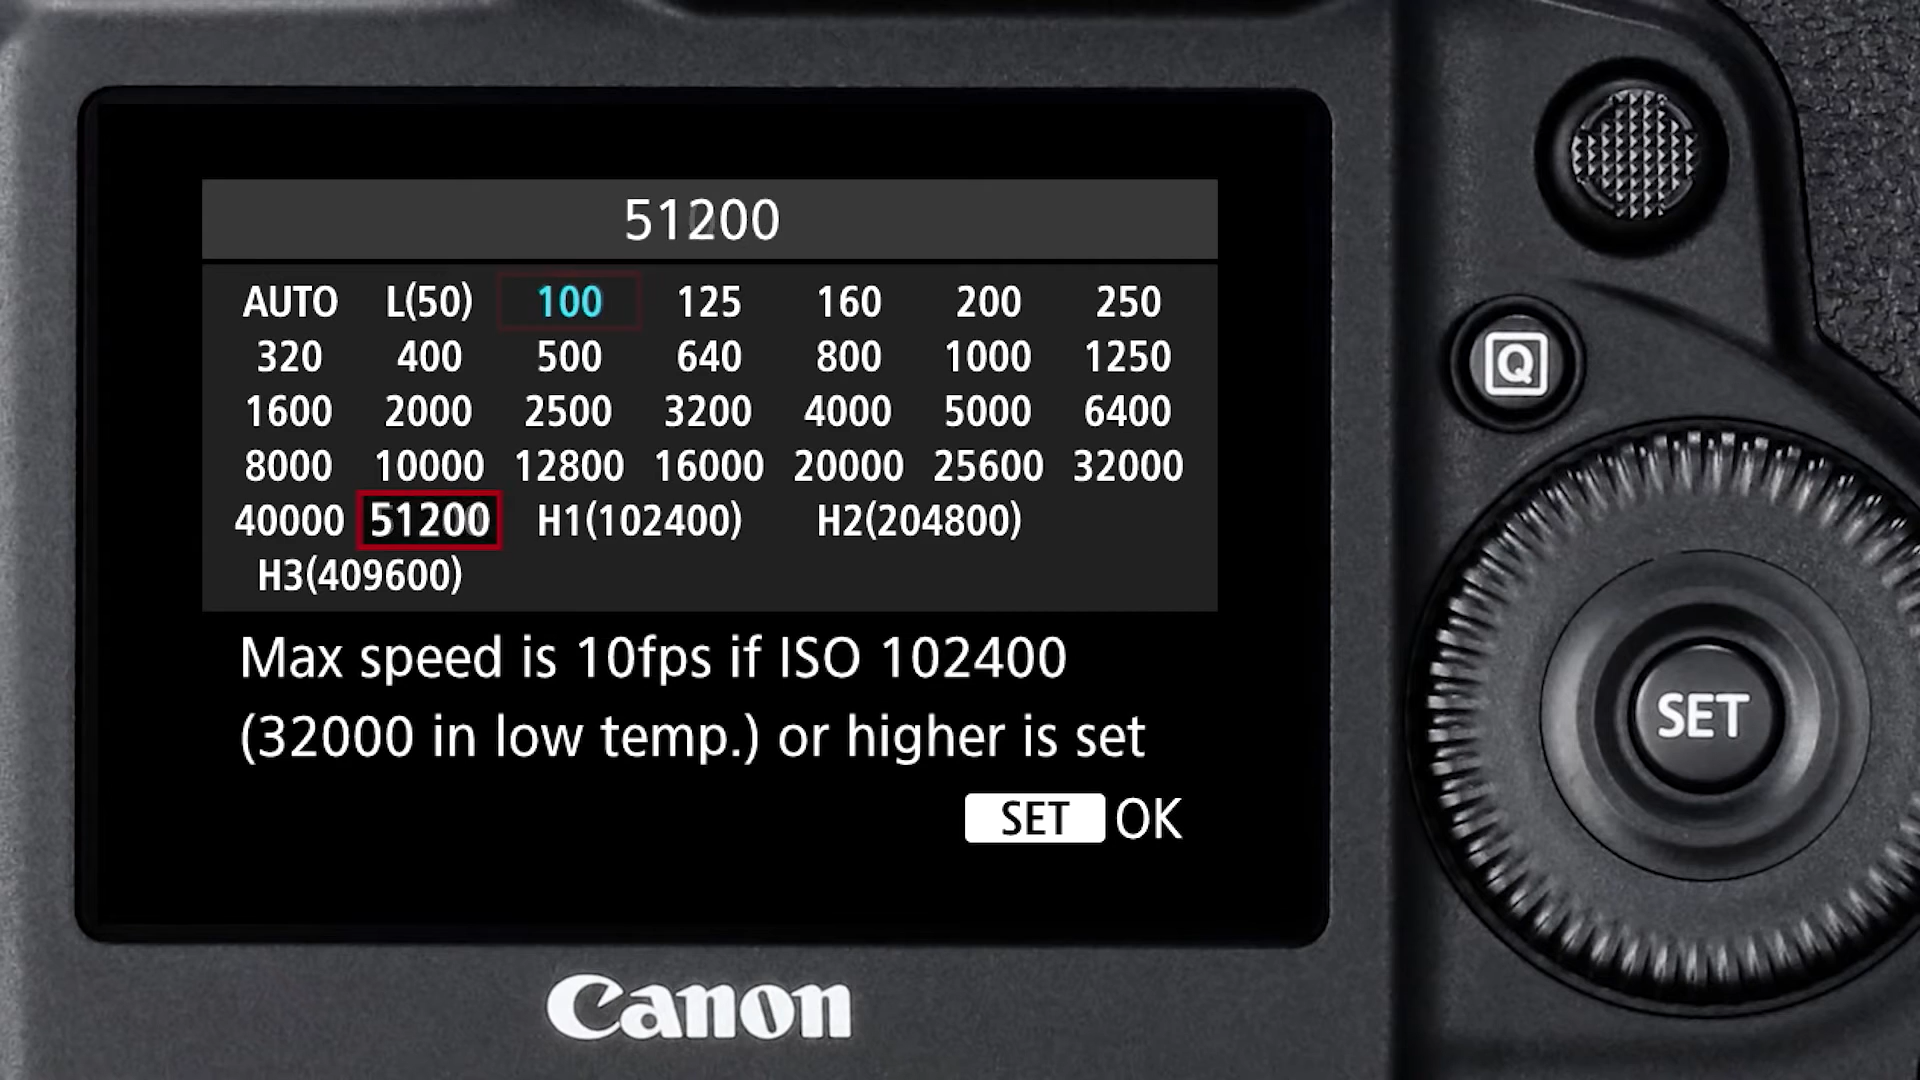 51200
AUTO L(50) 100 125 160 200 250
320 400 500 640 800 1000 1250
1600 2000 2500 3200 4000 5000 6400
8000 10000 12800 16000 20000 25600 32000
40000 51200 H1(102400) H2(204800)
H3(409600)
Max speed is 10fps if ISO 102400
(32000 in low temp.) or higher is set
SET OK
Canon
Q
SET